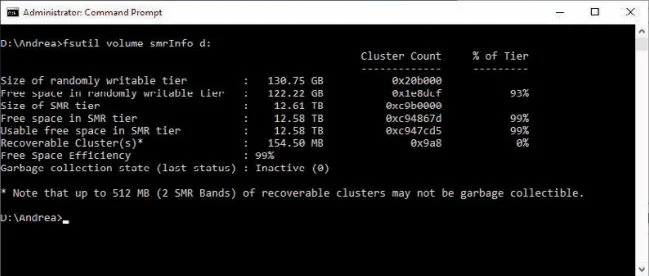 Administrator: Command Prompt
D:\Andrea>fsutil volume smrInfo d:
Cluster Count % of Tier
------------- ---------
Size of randomly writable tier : 130.75 GB 0x20b000
Free space in randomly writable tier : 122.22 GB 0x1e8dcf 93%
Size of SMR tier : 12.61 TB 0xc9b0000
Free space in SMR tier : 12.58 TB 0xc94867d 99%
Usable free space in SMR tier : 12.58 TB 0xc947cd5 99%
Recoverable Cluster(s)* : 154.50 MB 0x9a8 0%
Free Space Efficiency : 99%
Garbage collection state (last status) : Inactive (0)
* Note that up to 512 MB (2 SMR Bands) of recoverable clusters may not be garbage collectible.
D:\Andrea>